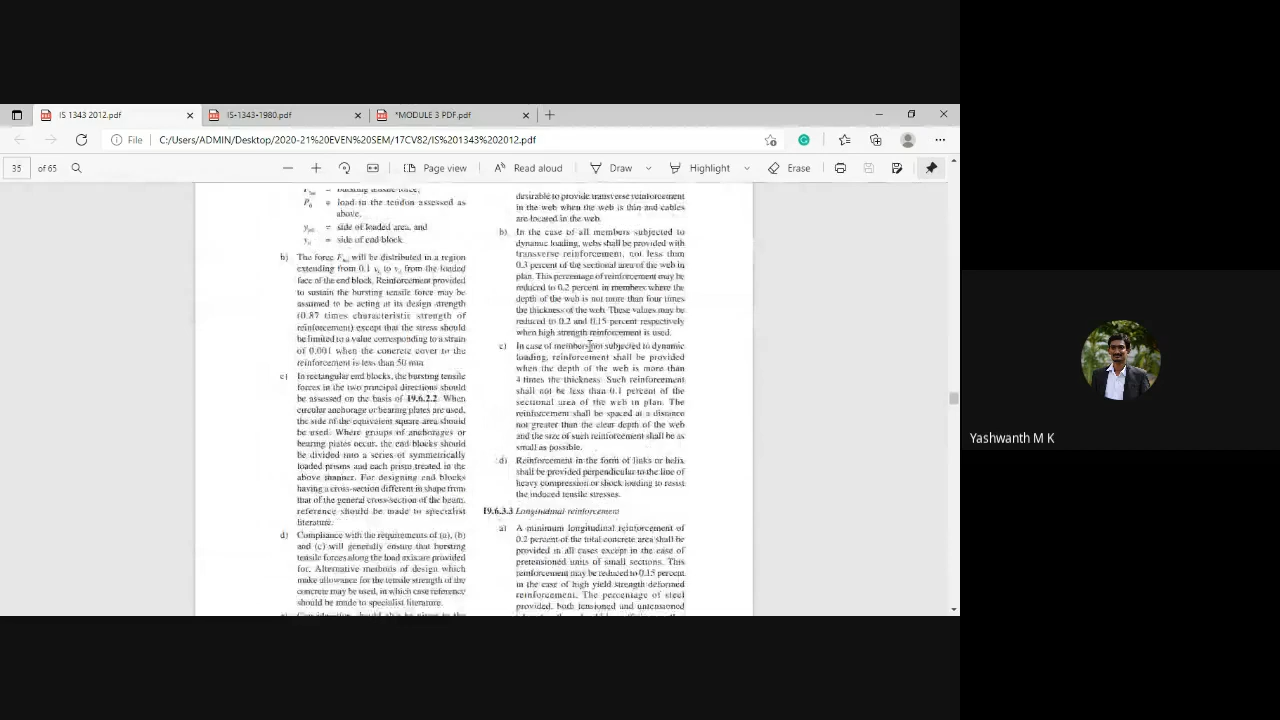 IS 1343 2012.pdf
IS-1343-1980.pdf
*MODULE 3 PDF.pdf
File
C:/Users/ADMIN/Desktop/2020-21%20EVEN%20SEM/17CV82/IS%201343%202012.pdf
35 of 65
Page view
Read aloud
Draw
Highlight
Erase
= bursting tensile force,
= load in the tendon assessed as
above,
= side of loaded area, and
= side of end block.
b) The force will be distributed in a region
extending from 0.1 to from the loaded
face of the end block. Reinforcement provided
to sustain the bursting tensile force may be
assumed to be acting at its design strength
(0.87 times characteristic strength of
reinforcement) except that the stress should
be limited to a value corresponding to a strain
of 0.001 when the concrete cover to the
reinforcement is less than 50 mm
c) In rectangular end blocks, the bursting tensile
forces in the two principal directions should
be assessed on the basis of 19.6.2.2. When
circular anchorage or bearing plates are used,
the side of the equivalent square area should
be used. Where groups of anchorages or
bearing plates occur, the end blocks should
be divided into a series of symmetrically
loaded prisms and each prism treated in the
above manner. For designing end blocks
having a cross-section different in shape from
that of the general cross-section of the beam,
reference should be made to specialist
literature.
d) Compliance with the requirements of (a), (b)
and (c) will generally ensure that bursting
tensile forces along the load axis are provided
for. Alternative methods of design which
make allowance for the tensile strength of the
concrete may be used, in which case reference
should be made to specialist literature.
desirable to provide transverse reinforcement
in the web when the web is thin and cables
are located in the web.
b) In the case of all members subjected to
dynamic loading, webs shall be provided with
transverse reinforcement, not less than
0.3 percent of the sectional area of the web in
plan. This percentage of reinforcement may be
reduced to 0.2 percent in members where the
depth of the web is not more than four times
the thickness of the web. These values may be
reduced to 0.2 and 0.15 percent respectively
when high strength reinforcement is used.
c) In case of members not subjected to dynamic
loading, reinforcement shall be provided
when the depth of the web is more than
4 times the thickness. Such reinforcement
shall not be less than 0.1 percent of the
sectional area of the web in plan. The
reinforcement shall be spaced at a distance
not greater than the clear depth of the web
and the size of such reinforcement shall be as
small as possible.
d) Reinforcement in the form of links or helix
shall be provided perpendicular to the line of
heavy compression or shock loading to resist
the induced tensile stresses.
19.6.3.3 Longitudinal reinforcement
a) A minimum longitudinal reinforcement of
0.2 percent of the total concrete area shall be
provided in all cases except in the case of
pretensioned units of small sections. This
reinforcement may be reduced to 0.15 percent
in the case of high yield strength deformed
reinforcement. The percentage of steel
provided, both tensioned and untensioned
Yashwanth M K